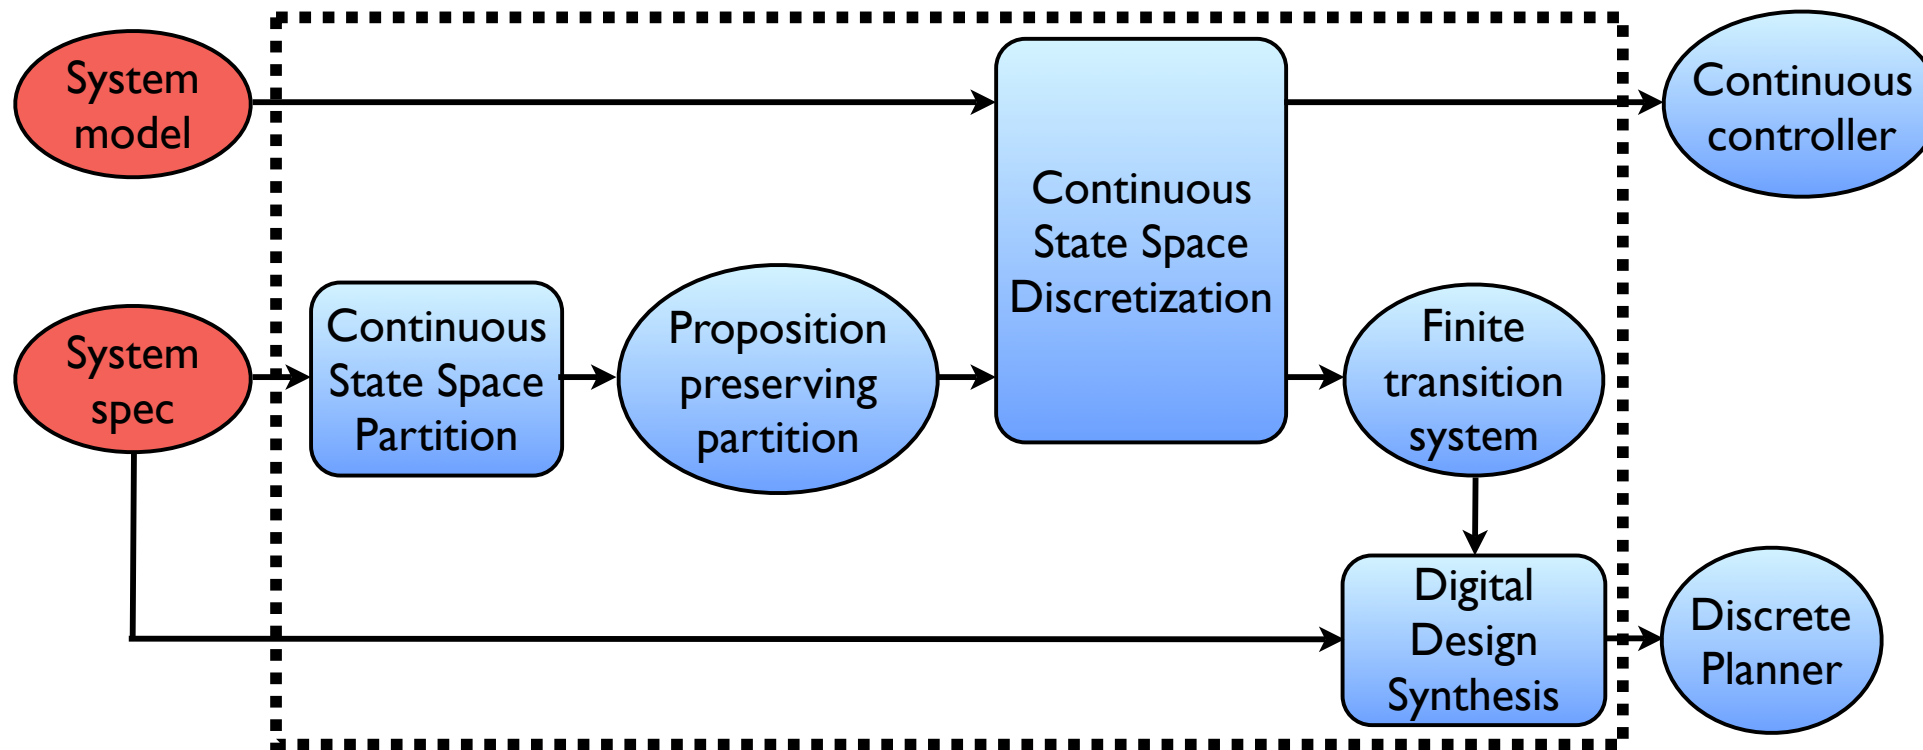 System
model
Continuous
State Space
Discretization
Continuous
controller
System
spec
Continuous
State Space
Partition
Proposition
preserving
partition
Finite
transition
system
Digital
Design
Synthesis
Discrete
Planner